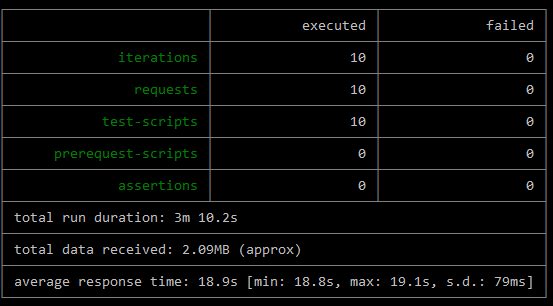 executed failed
iterations 10 0
requests 10 0
test-scripts 10 0
prerequest-scripts 0 0
assertions 0 0
total run duration: 3m 10.2s
total data received: 2.09MB (approx)
average response time: 18.9s [min: 18.8s, max: 19.1s, s.d.: 79ms]